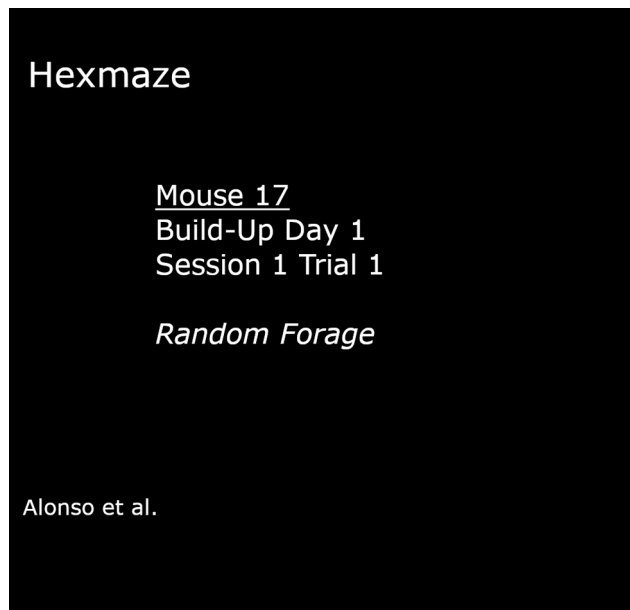 Hexmaze
Mouse 17
Build-Up Day 1
Session 1 Trial 1
Random Forage
Alonso et al.